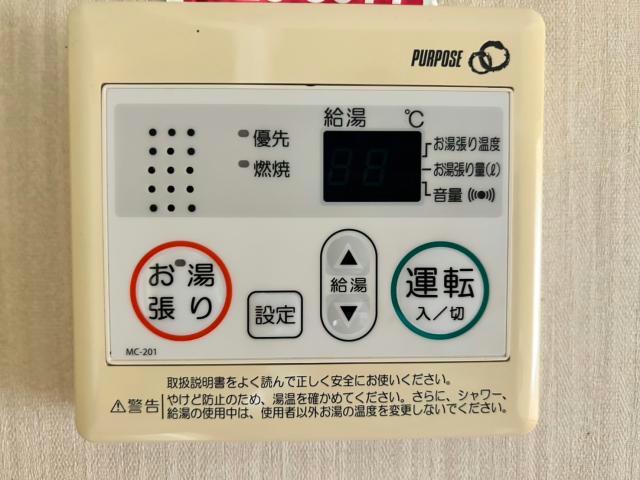 PURPOSE
給湯 ℃
優先
燃焼
お湯張り温度
お湯張り量(ℓ)
音量
お湯
張り
設定
給湯
運転
入/切
MC-201
取扱説明書をよく読んで正しく安全にお使いください。
警告
やけど防止のため、湯温を確かめてください。さらに、シャワー、
給湯の使用中は、使用者以外お湯の温度を変更しないでください。